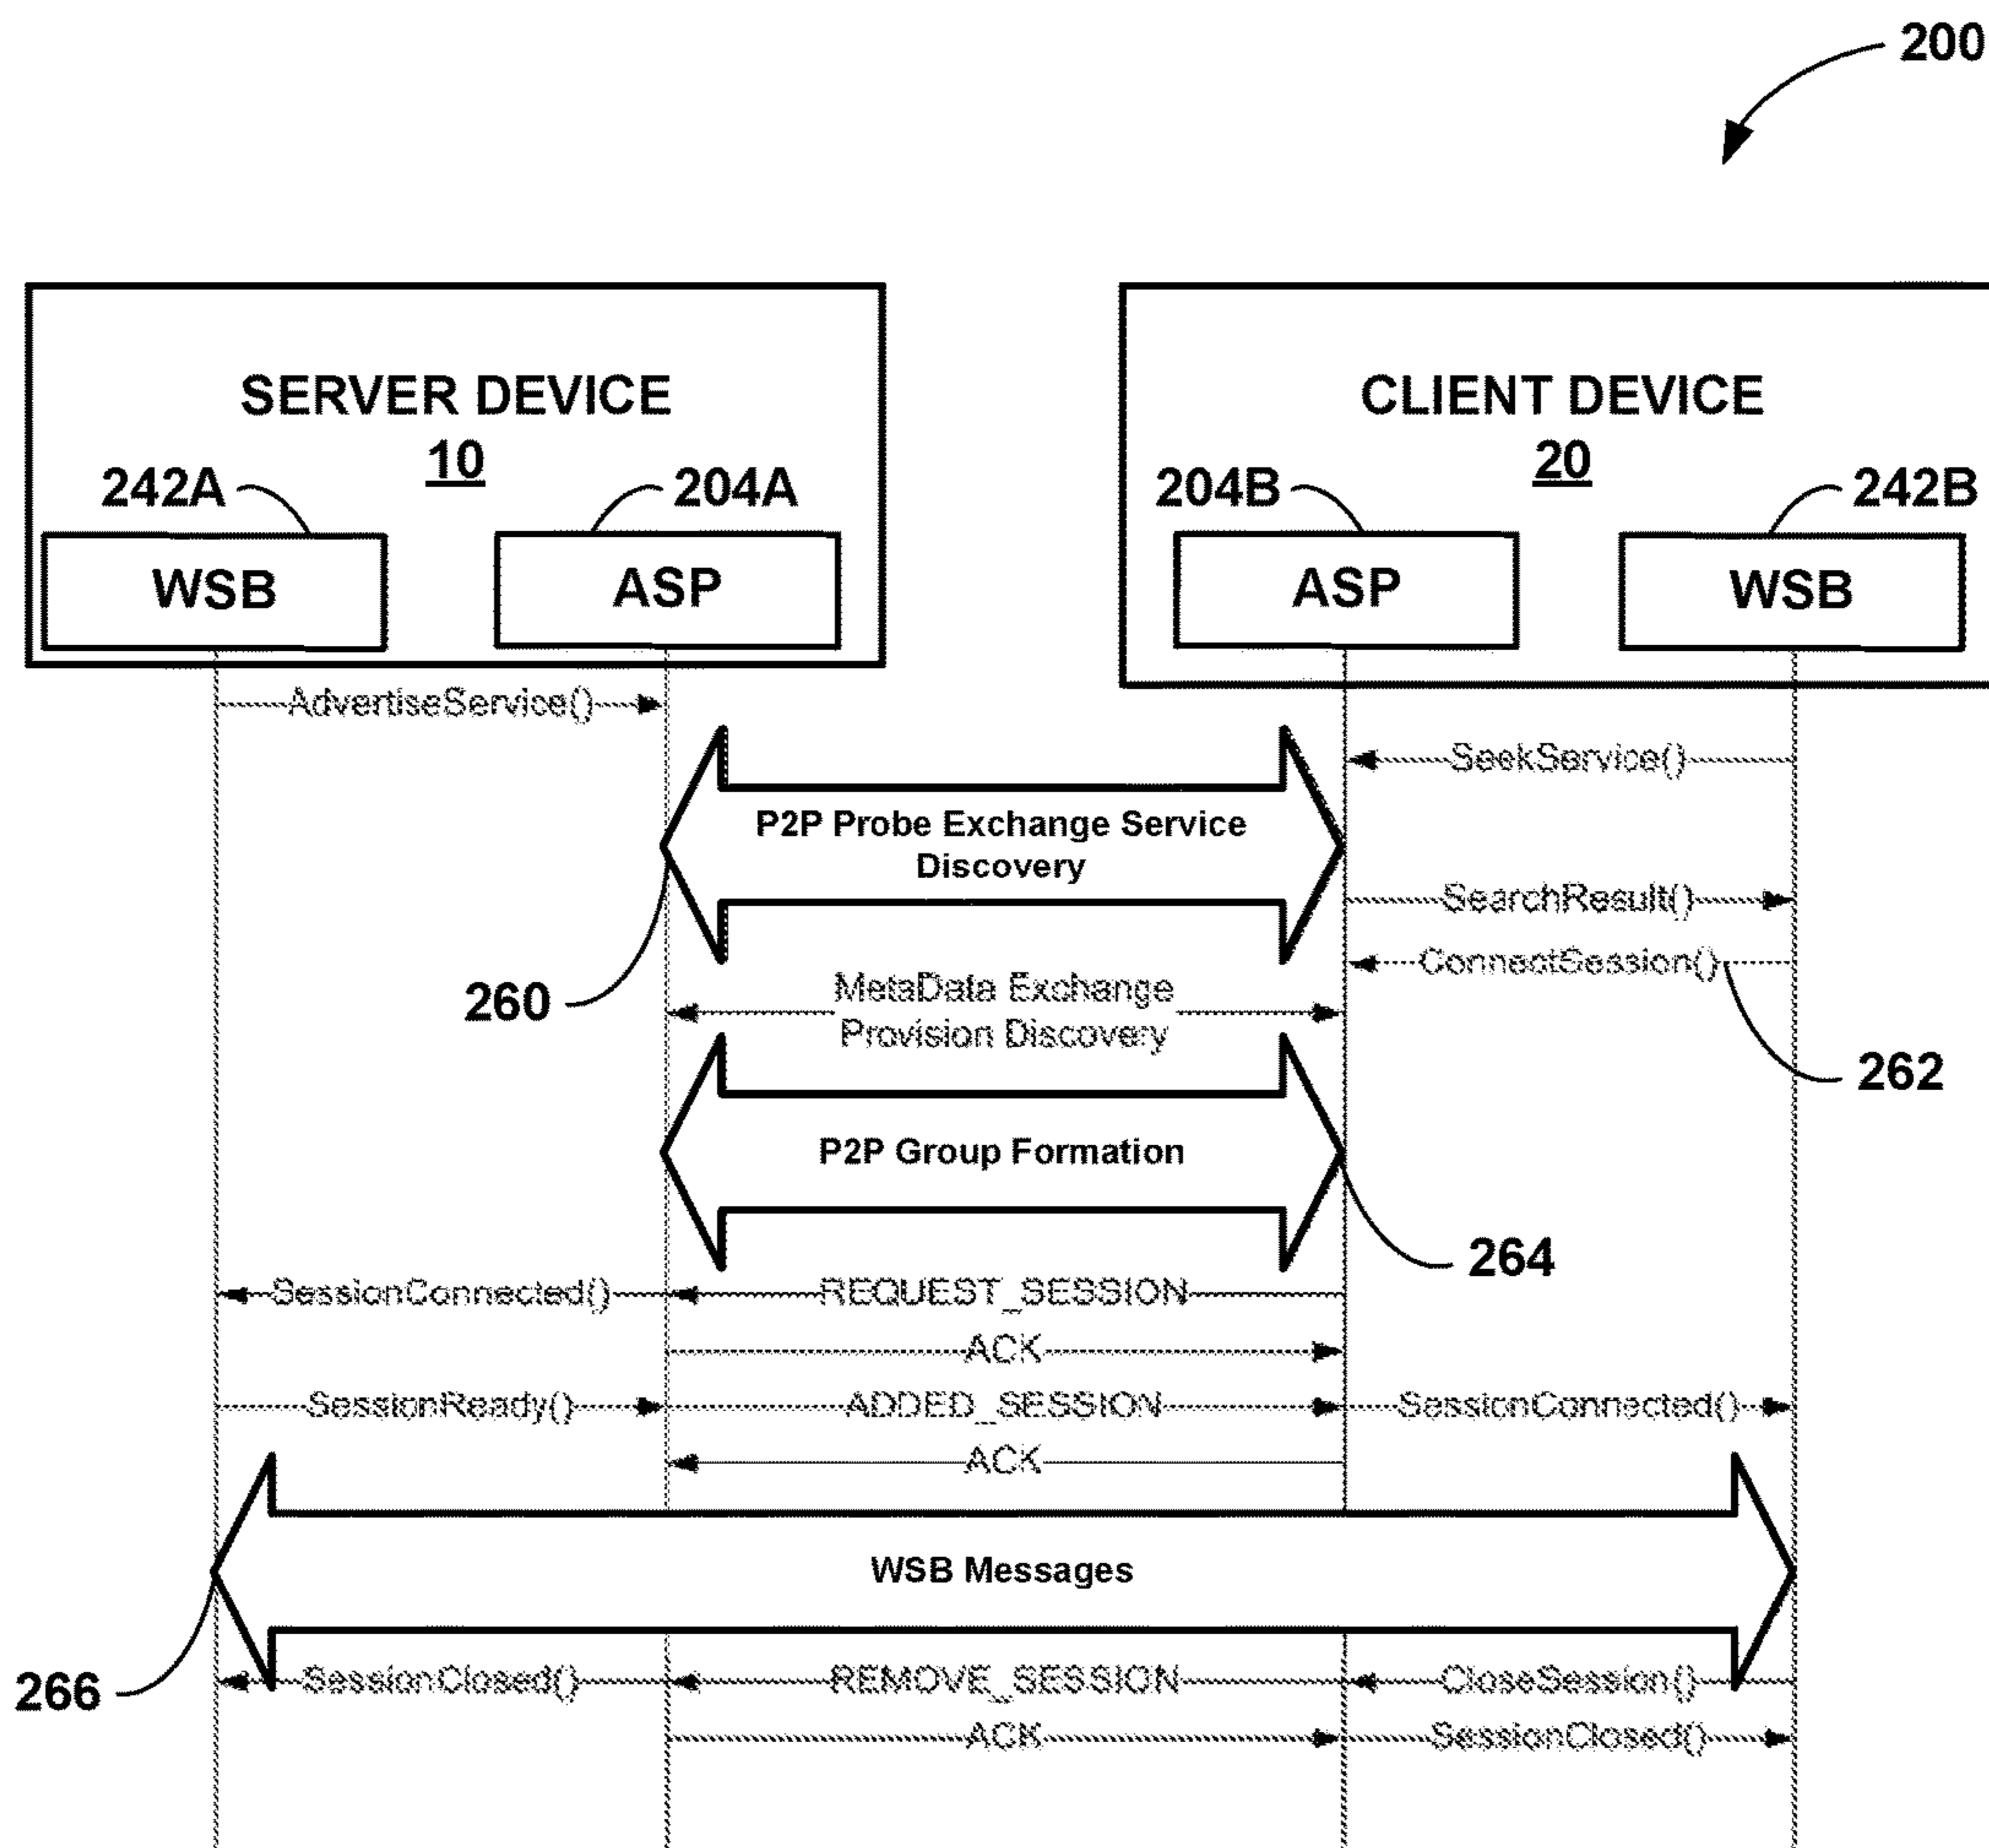 200
SERVER DEVICE
10
CLIENT DEVICE
20
242A
204A
204B
242B
WSB
ASP
ASP
WSB
AdvertiseService()
SeekService()
P2P Probe Exchange Service
Discovery
SearchResult()
ConnectSession()
260
MetaData Exchange
Provision Discovery
262
P2P Group Formation
264
SessionConnected()
REQUEST_SESSION
ACK
SessionReady()
ADDED_SESSION
SessionConnected()
ACK
WSB Messages
266
SessionClosed()
REMOVE_SESSION
CloseSession()
ACK
SessionClosed()